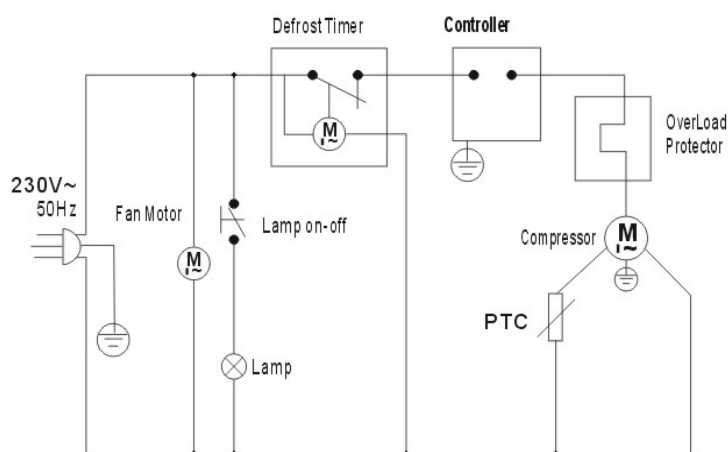 Defrost Timer
Controller
M
~
OverLoad
Protector
230V~
50Hz
Fan Motor
Lamp on-off
Compressor
M
~
M
~
PTC
Lamp